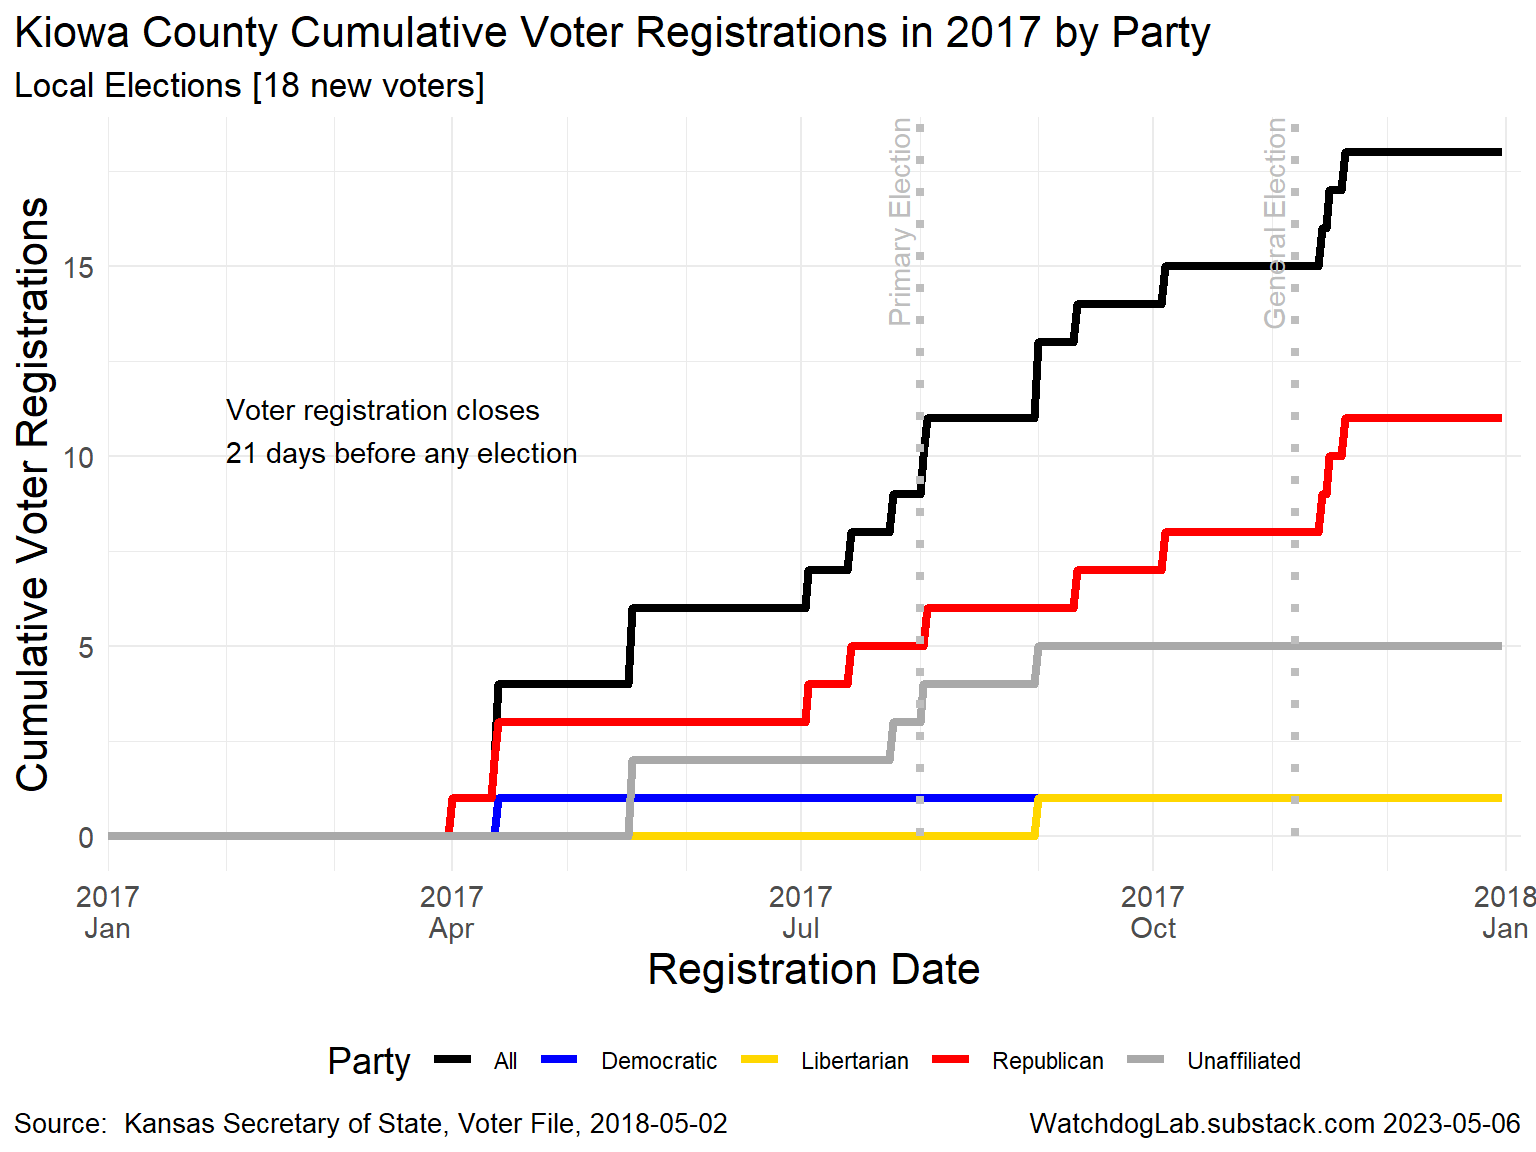 Kiowa County Cumulative Voter Registrations in 2017 by Party
Local Elections [18 new voters]
Cumulative Voter Registrations
15
10
5
0
Primary Election
General Election
Voter registration closes
21 days before any election
2017
Jan
2017
Apr
2017
Jul
2017
Oct
2018
Jan
Registration Date
Party All Democratic Libertarian Republican Unaffiliated
Source:  Kansas Secretary of State, Voter File, 2018-05-02
WatchdogLab.substack.com 2023-05-06